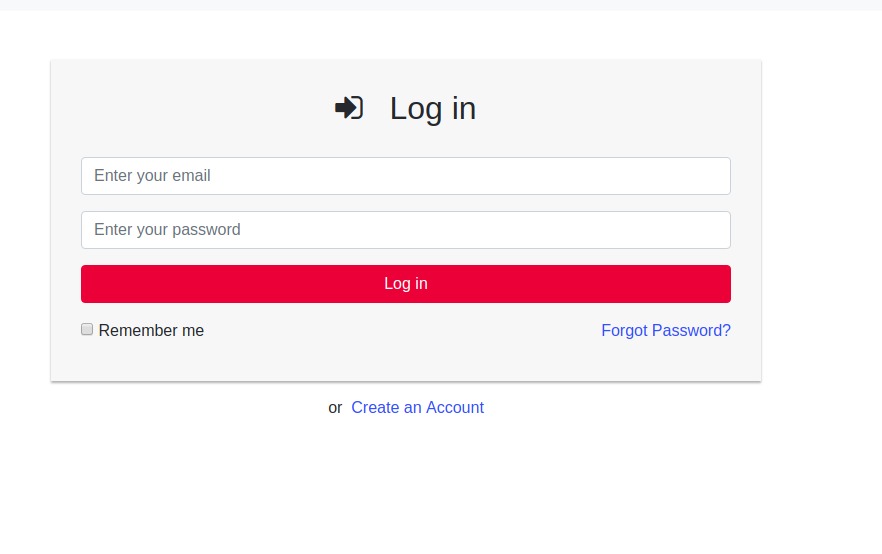 Log in
Enter your email
Enter your password
Log in
Remember me Forgot Password?
or Create an Account